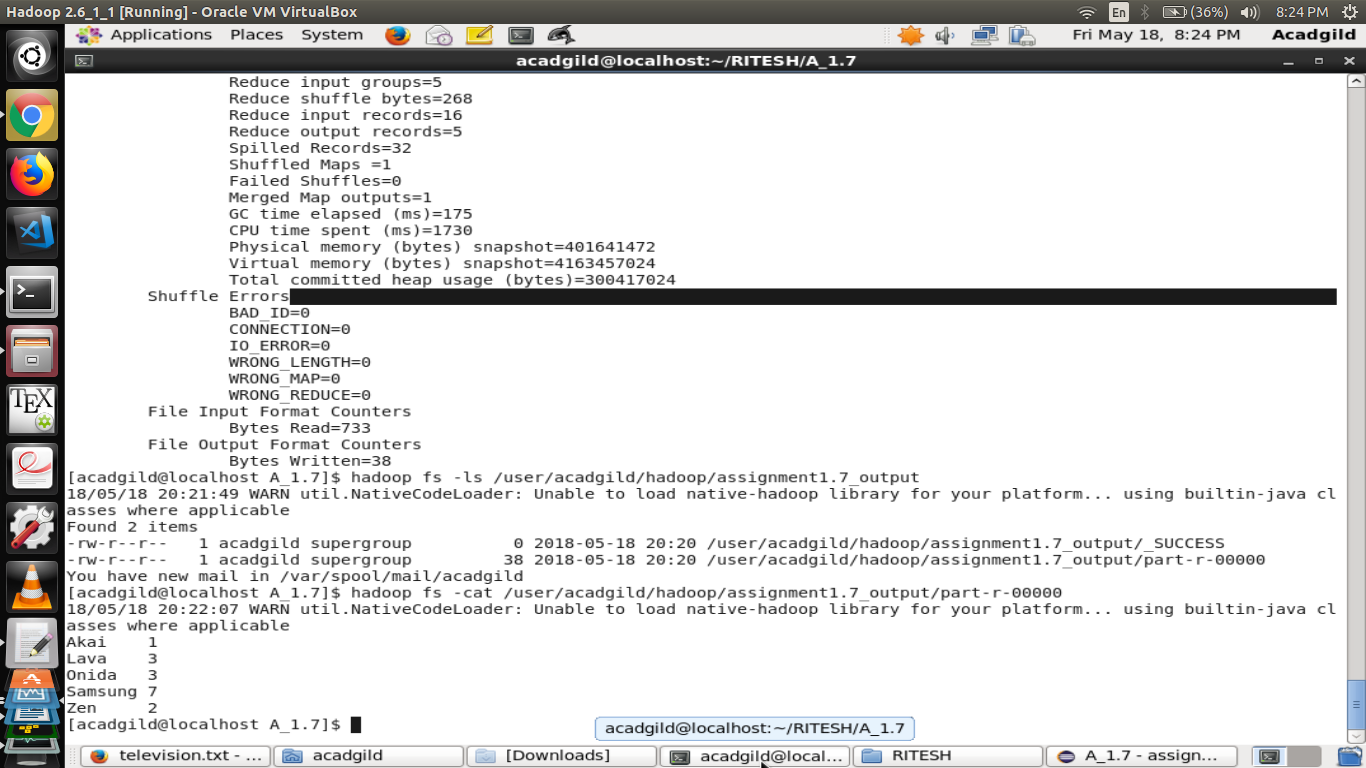 Hadoop 2.6_1_1 [Running] - Oracle VM VirtualBox
En
(36%)
8:24 PM
Applications Places System
Fri May 18, 8:24 PM
Acadgild
acadgild@localhost:~/RITESH/A_1.7
Reduce input groups=5
Reduce shuffle bytes=268
Reduce input records=16
Reduce output records=5
Spilled Records=32
Shuffled Maps =1
Failed Shuffles=0
Merged Map outputs=1
GC time elapsed (ms)=175
CPU time spent (ms)=1730
Physical memory (bytes) snapshot=401641472
Virtual memory (bytes) snapshot=4163457024
Total committed heap usage (bytes)=300417024
Shuffle Errors
BAD_ID=0
CONNECTION=0
IO_ERROR=0
WRONG_LENGTH=0
WRONG_MAP=0
WRONG_REDUCE=0
File Input Format Counters
Bytes Read=733
File Output Format Counters
Bytes Written=38
[acadgild@localhost A_1.7]$ hadoop fs -ls /user/acadgild/hadoop/assignment1.7_output
18/05/18 20:21:49 WARN util.NativeCodeLoader: Unable to load native-hadoop library for your platform... using builtin-java cl
asses where applicable
Found 2 items
-rw-r--r--   1 acadgild supergroup          0 2018-05-18 20:20 /user/acadgild/hadoop/assignment1.7_output/_SUCCESS
-rw-r--r--   1 acadgild supergroup         38 2018-05-18 20:20 /user/acadgild/hadoop/assignment1.7_output/part-r-00000
You have new mail in /var/spool/mail/acadgild
[acadgild@localhost A_1.7]$ hadoop fs -cat /user/acadgild/hadoop/assignment1.7_output/part-r-00000
18/05/18 20:22:07 WARN util.NativeCodeLoader: Unable to load native-hadoop library for your platform... using builtin-java cl
asses where applicable
Akai    1
Lava    3
Onida   3
Samsung 7
Zen     2
[acadgild@localhost A_1.7]$
acadgild@localhost:~/RITESH/A_1.7
television.txt - ...
acadgild
[Downloads]
acadgild@local...
RITESH
A_1.7 - assign...
TEX